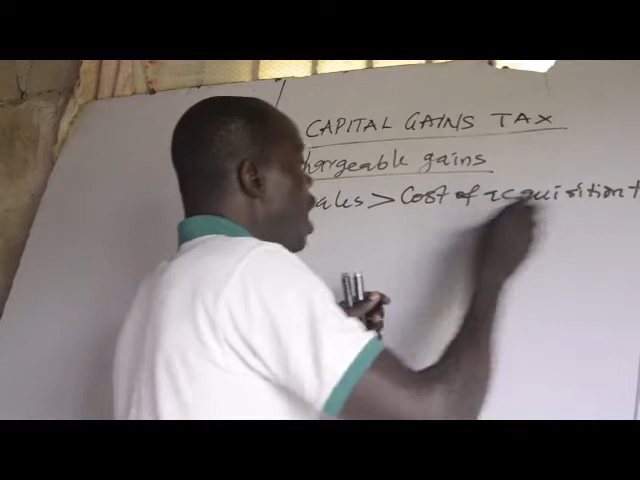 CAPITAL GAINS TAX
hargeable gains
ales > Cost of acquisition +